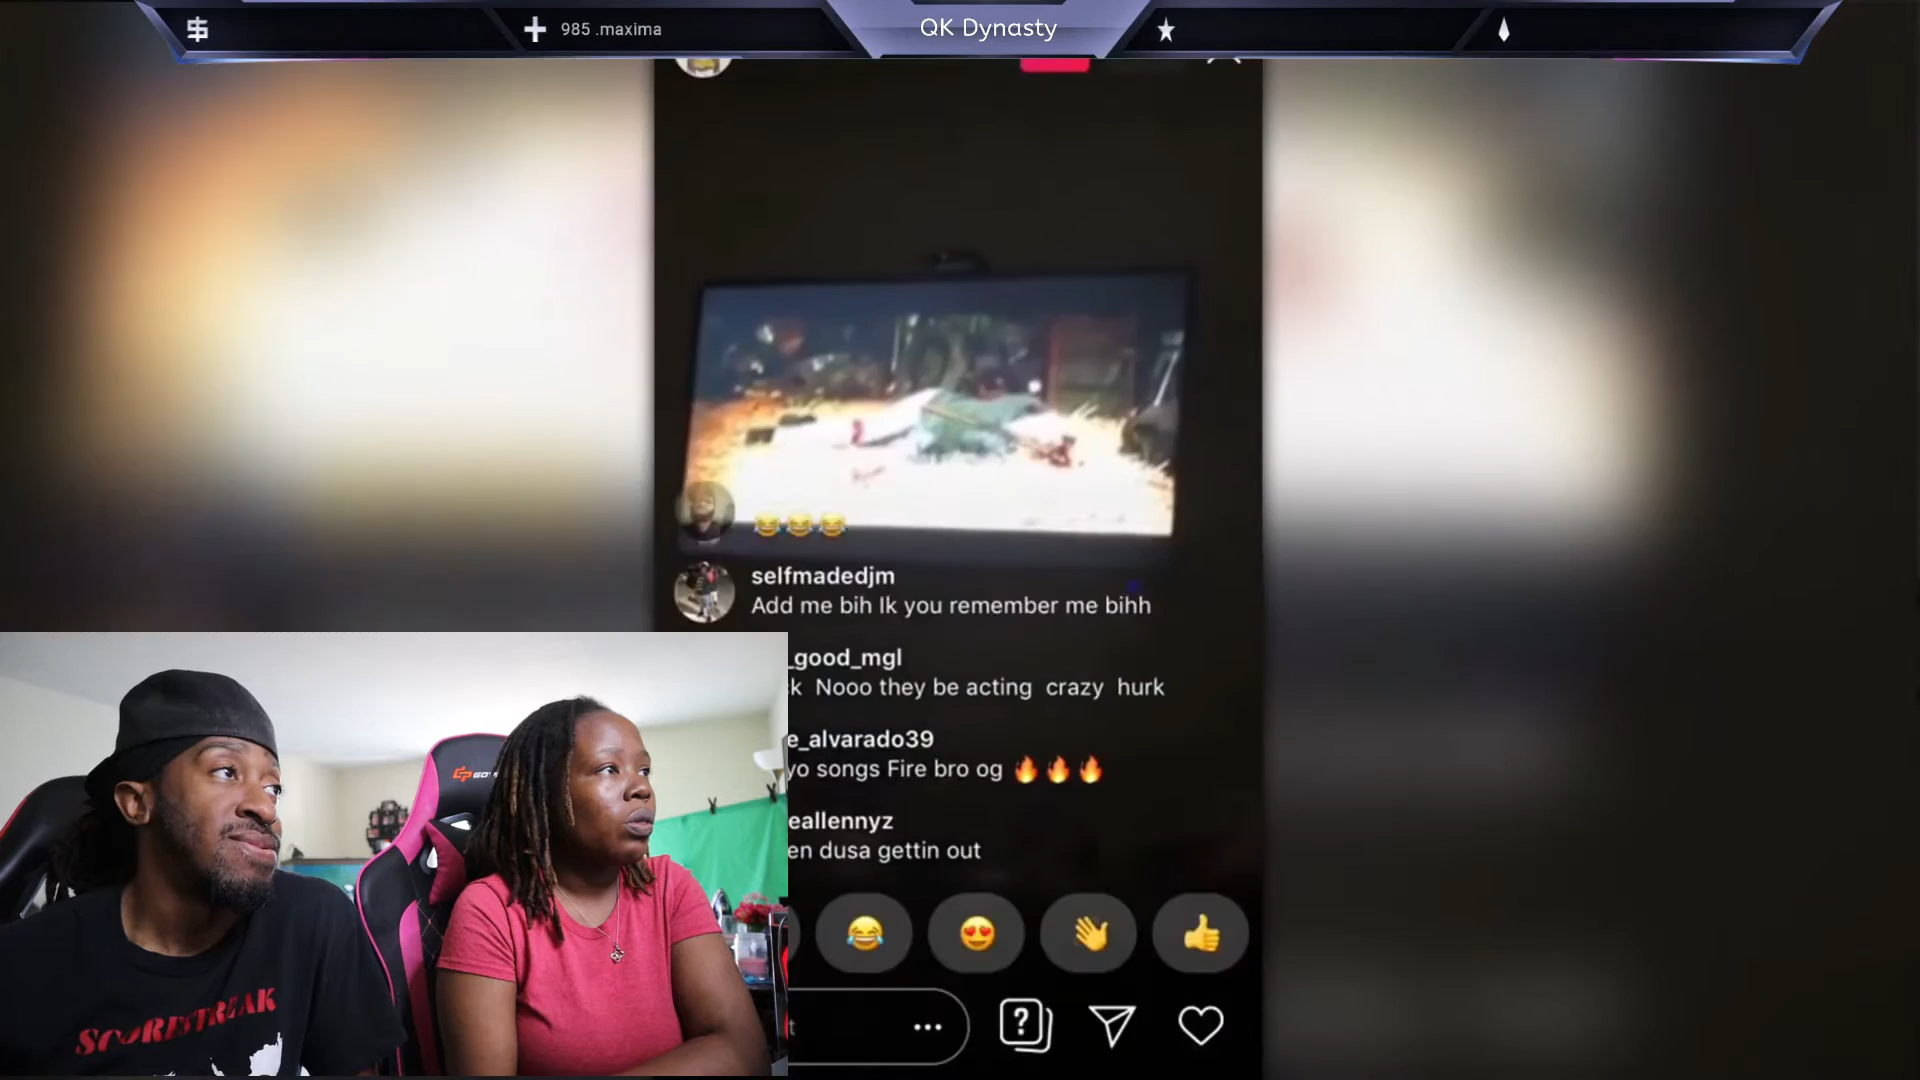 985 .maxima
QK Dynasty
selfmadedjm
Add me bih Ik you remember me bihh
_good_mgl
k Nooo they be acting crazy hurk
e_alvarado39
yo songs Fire bro og 🔥🔥🔥
eallennyz
en dusa gettin out
SCORESTREAK